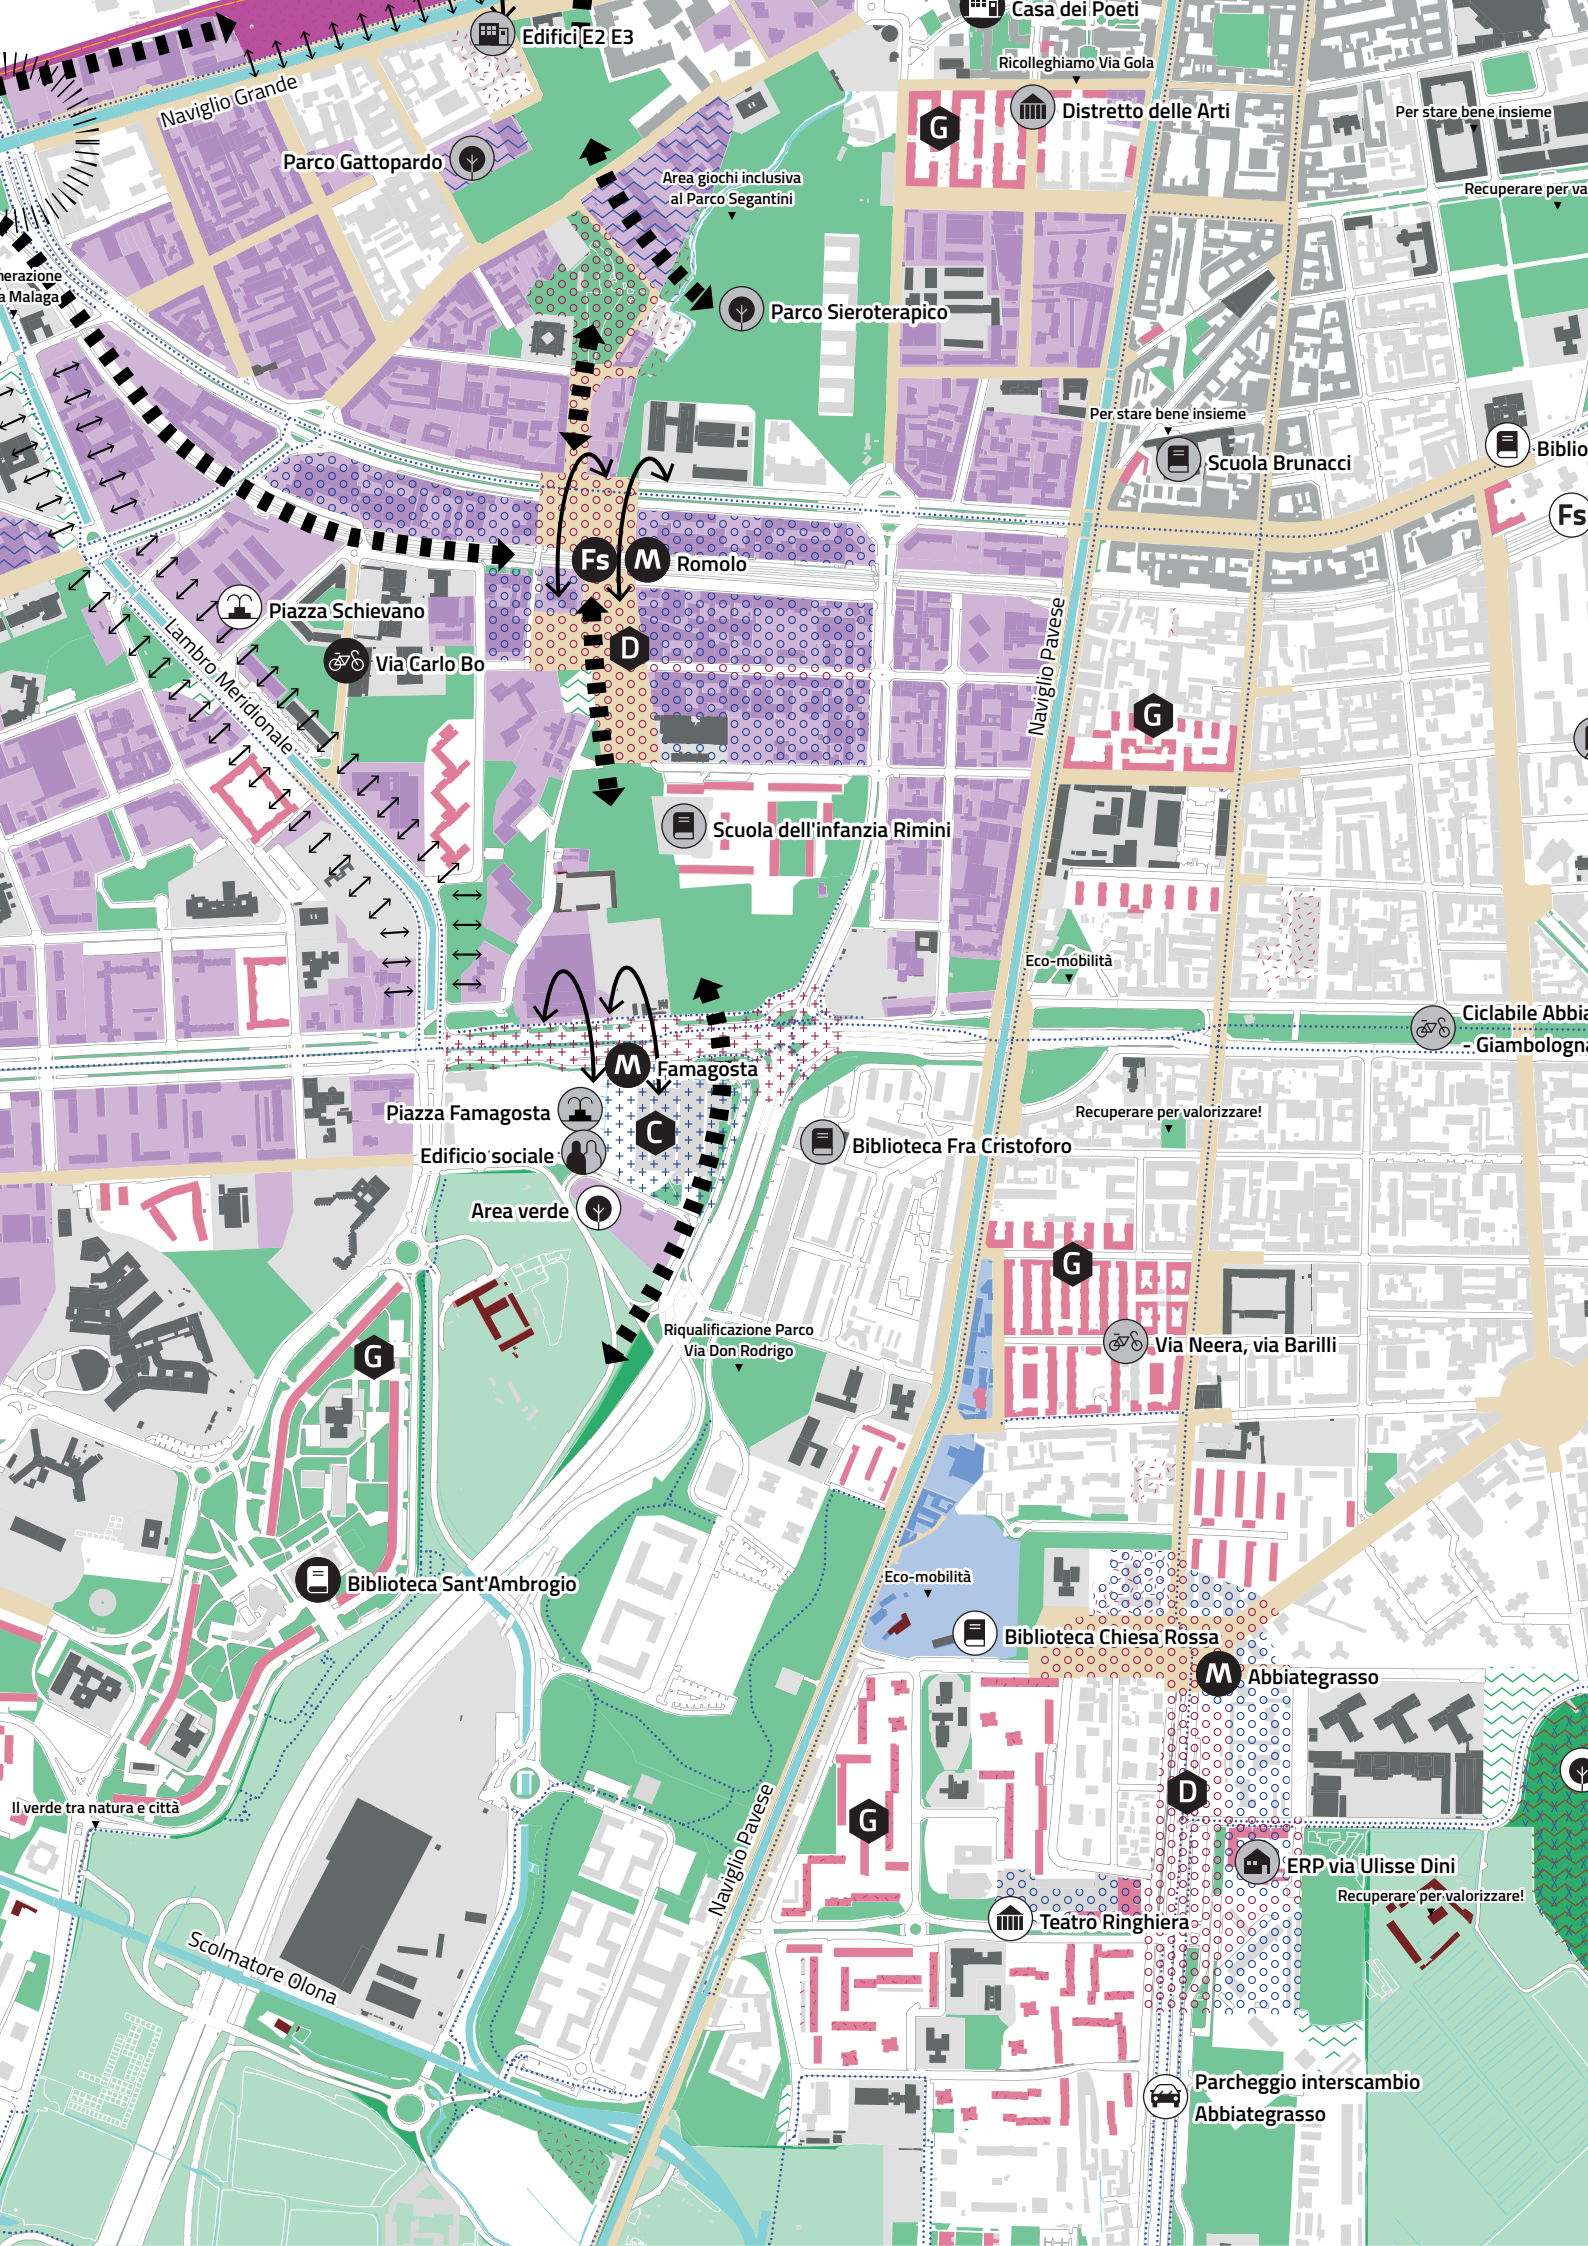 Casa dei Poeti
Edifici E2 E3
Ricolleghiamo Via Gola
Naviglio Grande
G
Distretto delle Arti
Per stare bene insieme
Parco Gattopardo
Area giochi inclusiva
al Parco Segantini
Recuperare per va
nerazione
a Malaga
Parco Sieroterapico
Per stare bene insieme
Scuola Brunacci
Biblio
Fs
Fs
M
Romolo
Piazza Schievano
Via Carlo Bo
D
Lambro Meridionale
Naviglio Pavese
G
Scuola dell'infanzia Rimini
Eco-mobilità
Ciclabile Abbia
- Giambologna
M
Famagosta
Piazza Famagosta
C
Recuperare per valorizzare!
Edificio sociale
Biblioteca Fra Cristoforo
Area verde
G
Riqualificazione Parco
Via Don Rodrigo
Via Neera, via Barilli
G
Biblioteca Sant'Ambrogio
Eco-mobilità
Biblioteca Chiesa Rossa
M
Abbiategrasso
D
Il verde tra natura e città
G
Naviglio Pavese
ERP via Ulisse Dini
Recuperare per valorizzare!
Teatro Ringhiera
Scolmatore Olona
Parcheggio interscambio
Abbiategrasso